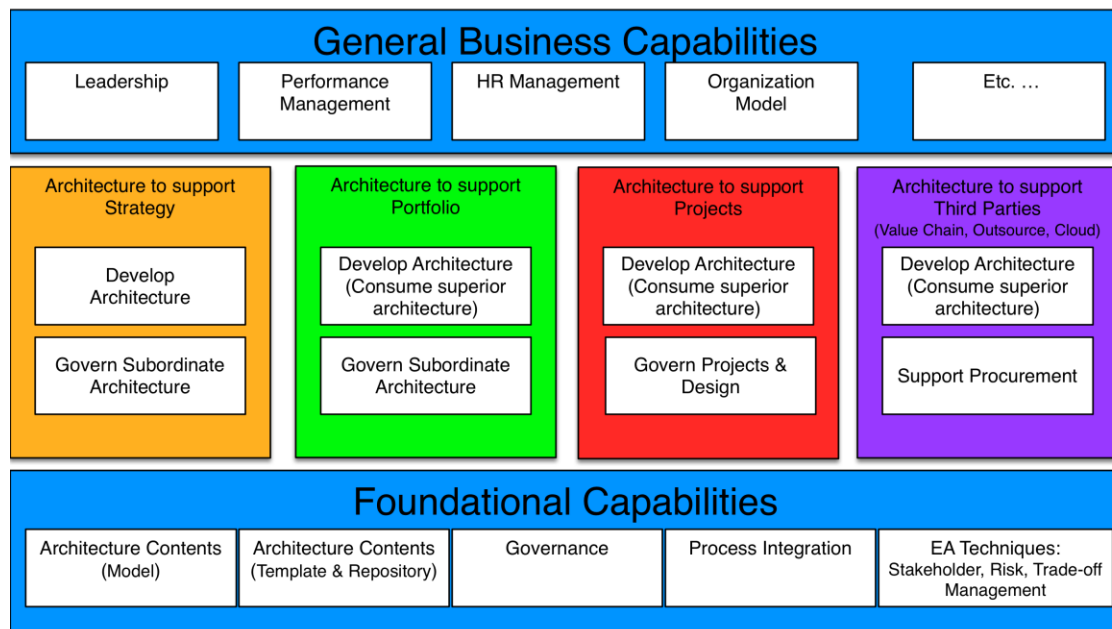 General Business Capabilities
Leadership
Performance
Management
HR Management
Organization
Model
Etc. ...
Architecture to support
Strategy
Develop
Architecture
Govern Subordinate
Architecture
Architecture to support
Portfolio
Develop Architecture
(Consume superior
architecture)
Govern Subordinate
Architecture
Architecture to support
Projects
Develop Architecture
(Consume superior
architecture)
Govern Projects &
Design
Architecture to support
Third Parties
(Value Chain, Outsource, Cloud)
Develop Architecture
(Consume superior
architecture)
Support Procurement
Foundational Capabilities
Architecture Contents
(Model)
Architecture Contents
(Template & Repository)
Governance
Process Integration
EA Techniques:
Stakeholder, Risk, Trade-off
Management